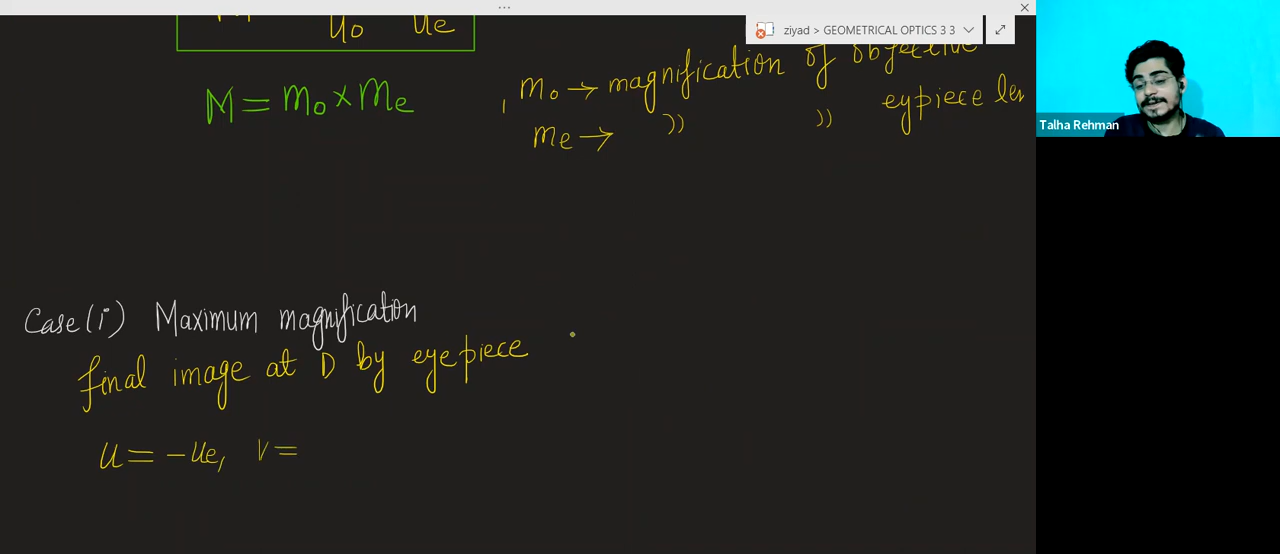 ziyad > GEOMETRICAL OPTICS 3 3
u₀ uₑ
M = m₀ × mₑ
, m₀ → magnification of objective
mₑ → )) )) eypiece len
Talha Rehman
Case (i) Maximum magnification
final image at D by eyepiece
u = -uₑ, v =